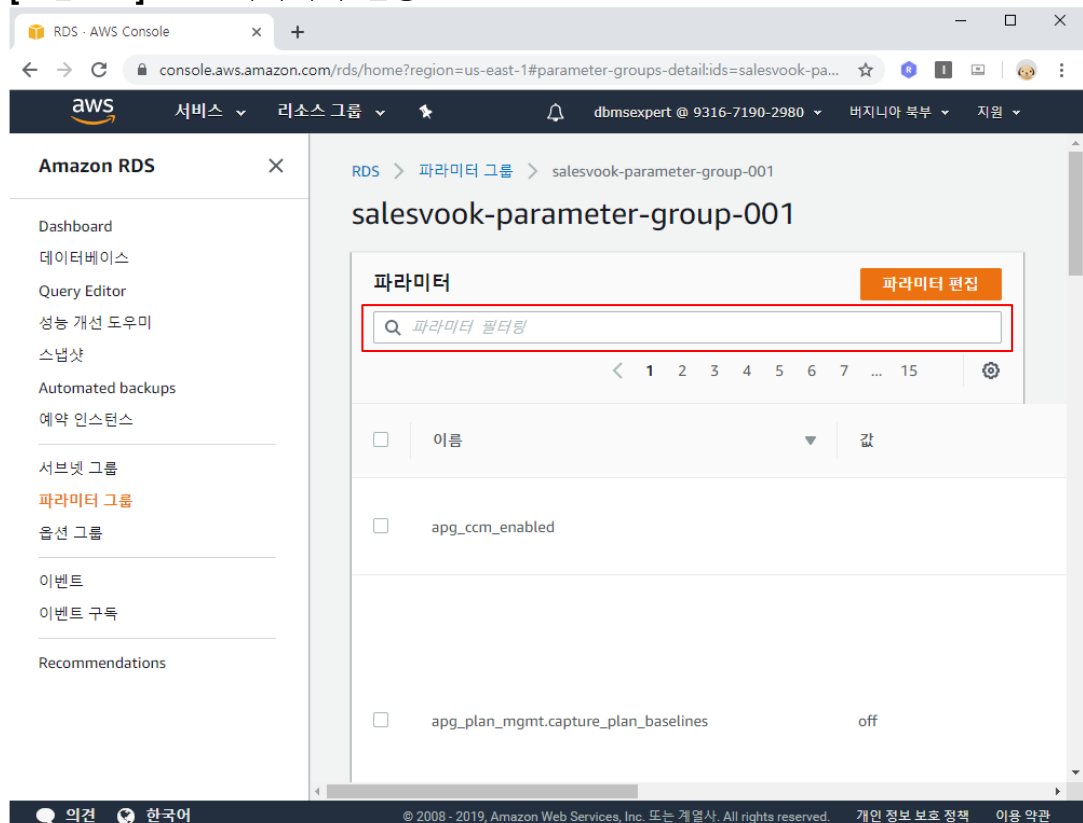 RDS - AWS Console
console.aws.amazon.com/rds/home?region=us-east-1#parameter-groups-detail:ids=salesvook-pa...
aws 서비스 리소스 그룹 dbmsexpert @ 9316-7190-2980 버지니아 북부 지원
Amazon RDS
Dashboard
데이터베이스
Query Editor
성능 개선 도우미
스냅샷
Automated backups
예약 인스턴스
서브넷 그룹
파라미터 그룹
옵션 그룹
이벤트
이벤트 구독
Recommendations
RDS > 파라미터 그룹 > salesvook-parameter-group-001
salesvook-parameter-group-001
파라미터 파라미터 편집
파라미터 필터링
< 1 2 3 4 5 6 7 ... 15
이름 값
apg_ccm_enabled
apg_plan_mgmt.capture_plan_baselines off
의견 한국어 © 2008 - 2019, Amazon Web Services, Inc. 또는 계열사. All rights reserved. 개인 정보 보호 정책 이용 약관